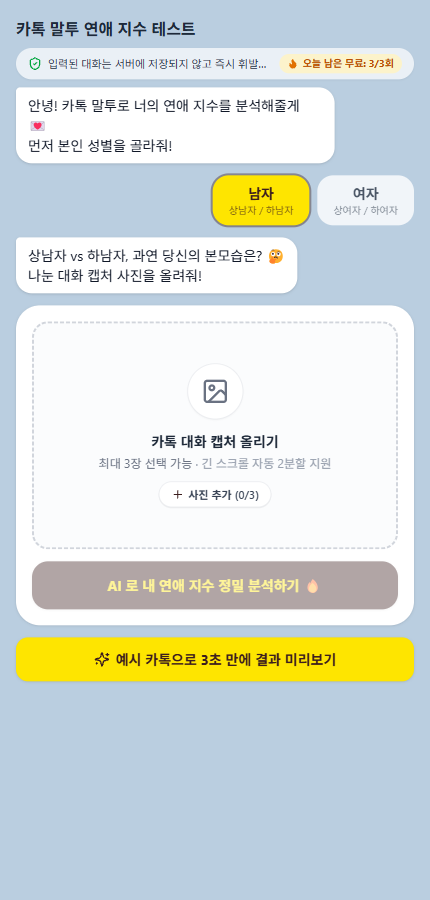 카톡 말투 연애 지수 테스트
입력된 대화는 서버에 저장되지 않고 즉시 휘발...
🔥 오늘 남은 무료: 3/3회
안녕! 카톡 말투로 너의 연애 지수를 분석해줄게
💌
먼저 본인 성별을 골라줘!
남자
상남자 / 하남자
여자
상여자 / 하여자
상남자 vs 하남자, 과연 당신의 본모습은? 🤔
나눈 대화 캡처 사진을 올려줘!
카톡 대화 캡처 올리기
최대 3장 선택 가능 · 긴 스크롤 자동 2분할 지원
+ 사진 추가 (0/3)
AI 로 내 연애 지수 정밀 분석하기 🔥
예시 카톡으로 3초 만에 결과 미리보기